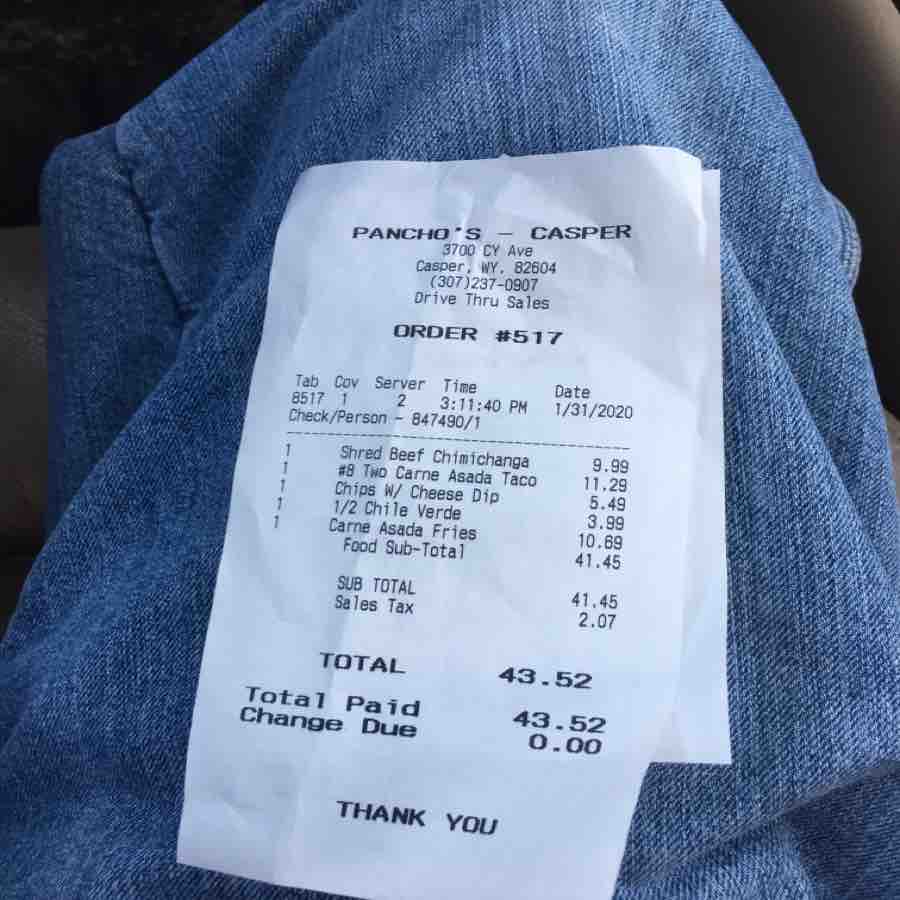 PANCHO'S - CASPER
3700 CY Ave
Casper, WY. 82604
(307)237-0907
Drive Thru Sales
ORDER #517
Tab Cov Server Time Date
8517 1 2 3:11:40 PM 1/31/2020
Check/Person - 847490/1
1 Shred Beef Chimichanga 9.99
1 #8 Two Carne Asada Taco 11.29
1 Chips W/ Cheese Dip 5.49
1 1/2 Chile Verde 3.99
1 Carne Asada Fries 10.69
Food Sub-Total 41.45
SUB TOTAL 41.45
Sales Tax 2.07
TOTAL 43.52
Total Paid 43.52
Change Due 0.00
THANK YOU